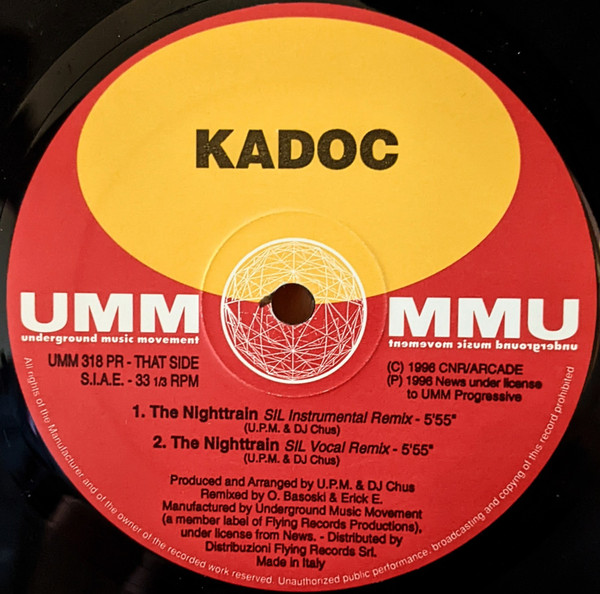 KADOC
UMM
underground music movement
UMM
underground music movement
UMM 318 PR - THAT SIDE
S.I.A.E. - 33 1/3 RPM
(C) 1996 CNR/ARCADE
(P) 1996 News under license
to UMM Progressive
1. The Nighttrain SIL Instrumental Remix - 5'55"
(U.P.M. & DJ Chus)
2. The Nighttrain SIL Vocal Remix - 5'55"
(U.P.M. & DJ Chus)
Produced and Arranged by U.P.M. & DJ Chus
Remixed by O. Basoski & Erick E.
Manufactured by Underground Music Movement
(a member label of Flying Records Productions),
under license from News. - Distributed by
Distribuzioni Flying Records Srl.
Made in Italy
All rights of the Manufacturer and of the owner of the recorded work reserved. Unauthorized public performance, broadcasting and copying of this record prohibited